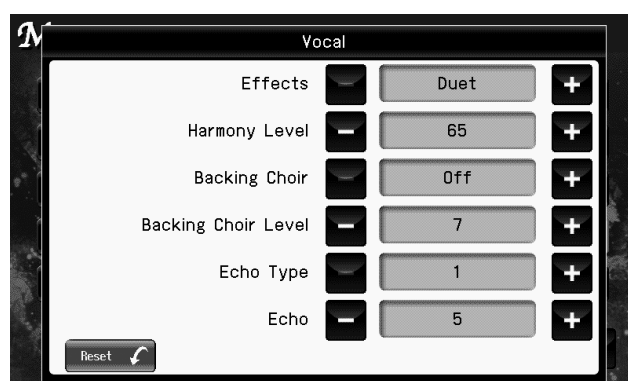 Vocal
Effects - Duet +
Harmony Level - 65 +
Backing Choir - Off +
Backing Choir Level - 7 +
Echo Type - 1 +
Echo - 5 +
Reset